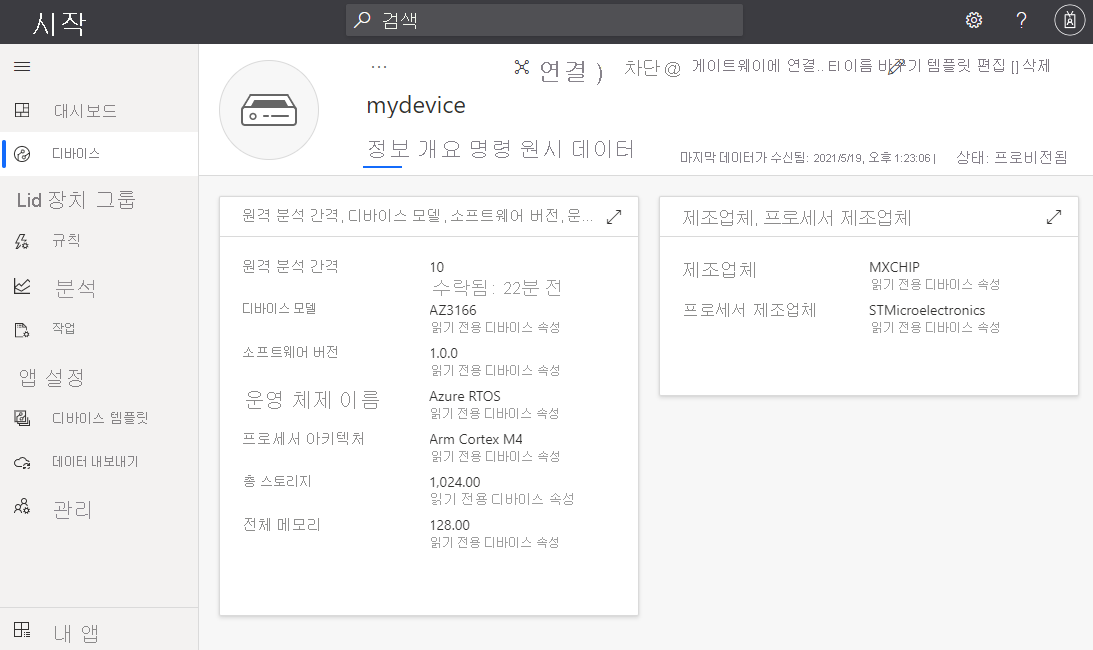 시작
검색
대시보드
디바이스
Lid 장치 그룹
규칙
분석
작업
앱 설정
디바이스 템플릿
데이터 내보내기
관리
내 앱
...
연결 ) 차단 @ 게이트웨이에 연결.. EI 이름 바꾸기 템플릿 편집 [] 삭제
mydevice
정보 개요 명령 원시 데이터
마지막 데이터가 수신됨: 2021/5/19, 오후 1:23:06 | 상태: 프로비전됨
원격 분석 간격, 디바이스 모델, 소프트웨어 버전, 운...
원격 분석 간격 10
수락됨: 22분 전
디바이스 모델 AZ3166
읽기 전용 디바이스 속성
소프트웨어 버전 1.0.0
읽기 전용 디바이스 속성
운영 체제 이름 Azure RTOS
읽기 전용 디바이스 속성
프로세서 아키텍처 Arm Cortex M4
읽기 전용 디바이스 속성
총 스토리지 1,024.00
읽기 전용 디바이스 속성
전체 메모리 128.00
읽기 전용 디바이스 속성
제조업체, 프로세서 제조업체
제조업체 MXCHIP
읽기 전용 디바이스 속성
프로세서 제조업체 STMicroelectronics
읽기 전용 디바이스 속성